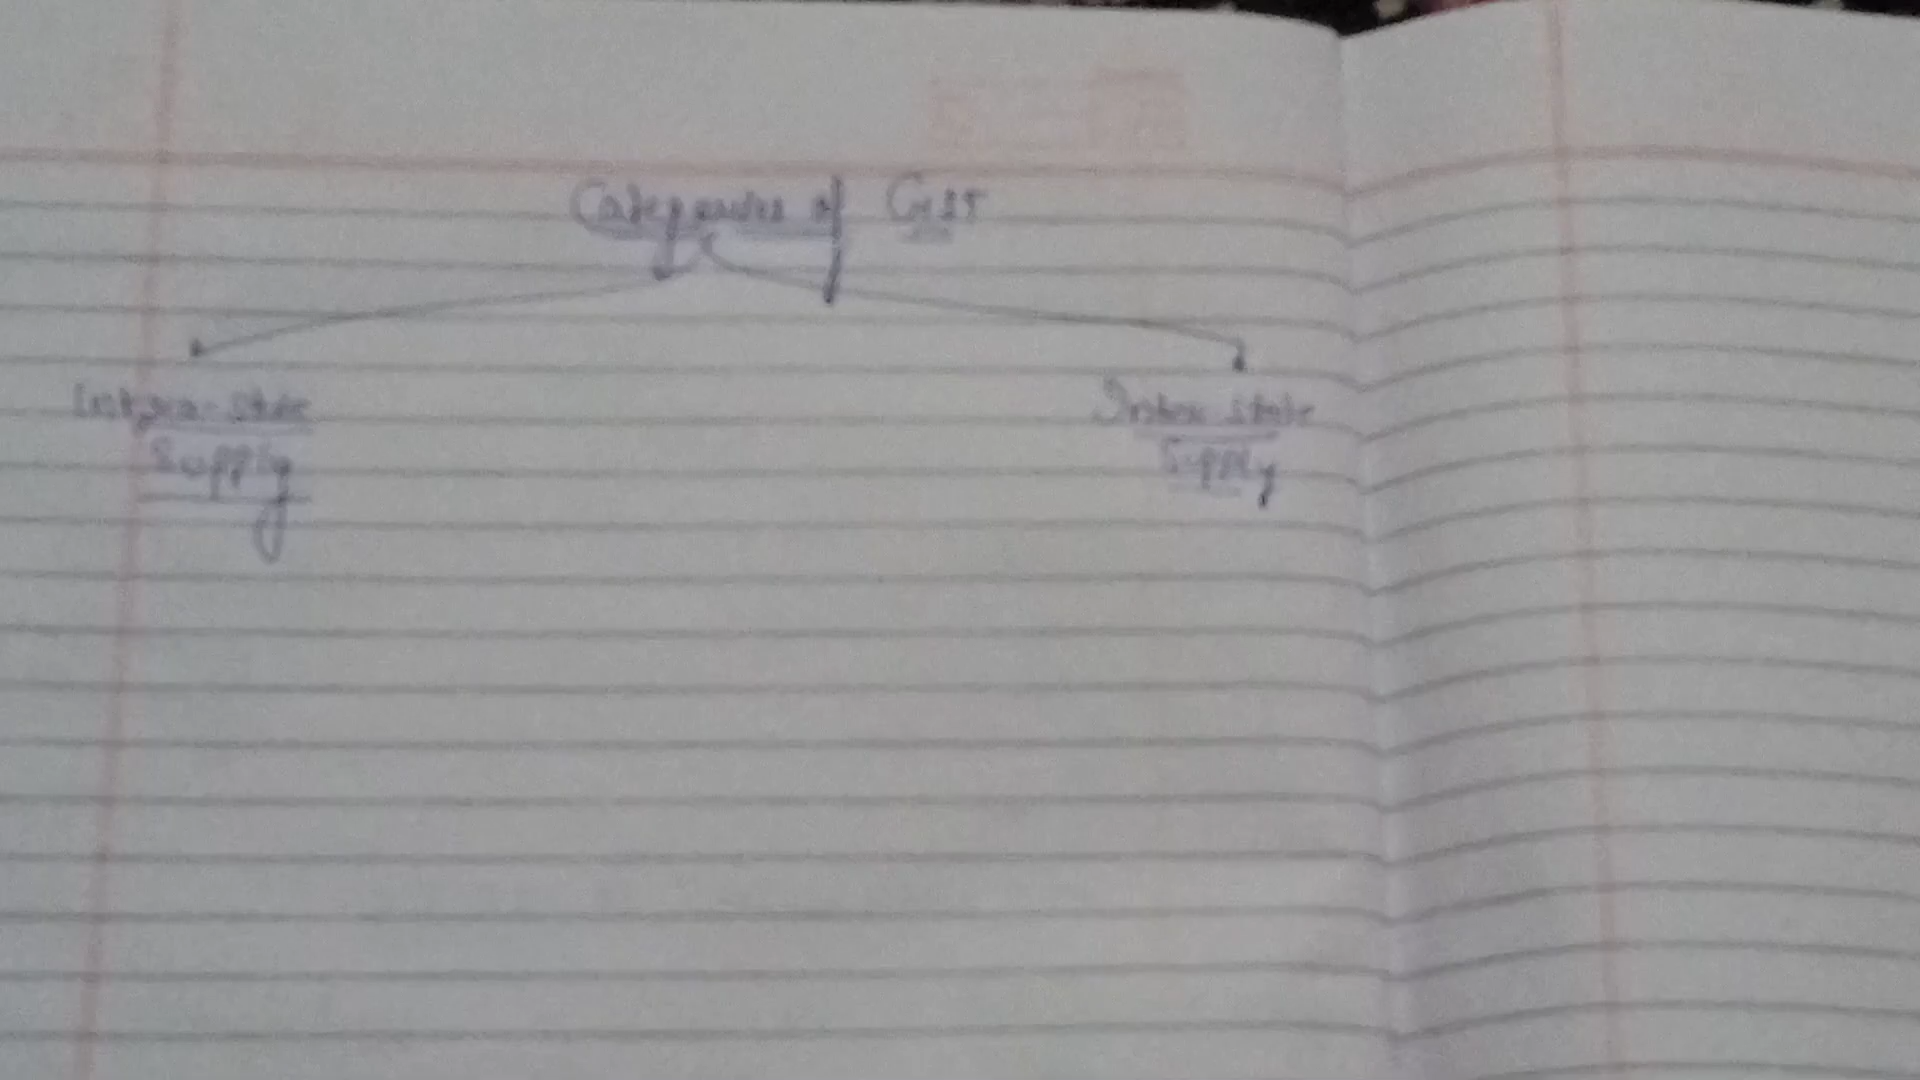 Categories of GST
Intra-state
Supply
Inter state
Supply